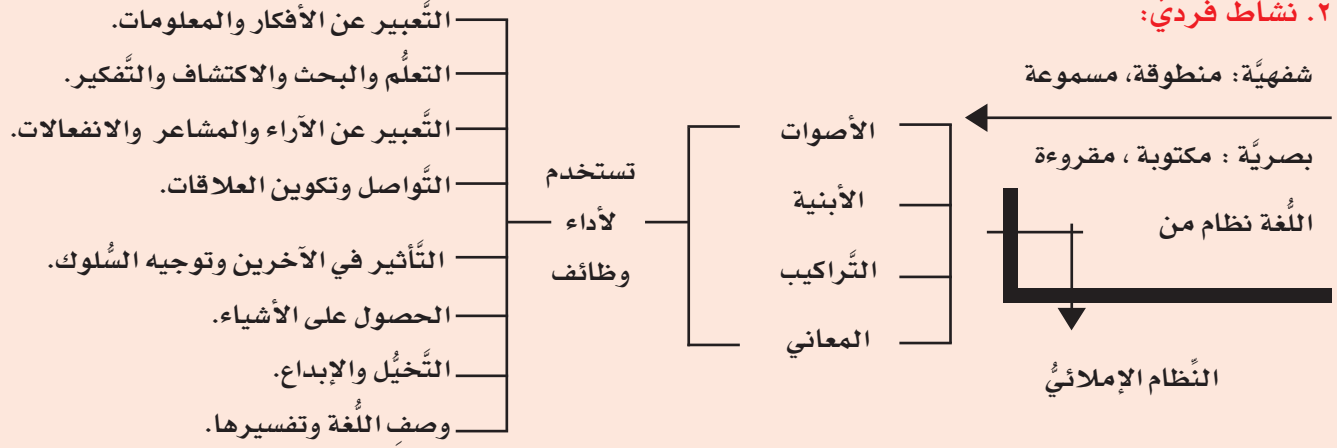 ٢. نشاط فرديّ:
شفهيَّة: منطوقة، مسموعة
بصريَّة : مكتوبة ، مقروءة
اللُّغة نظام من
النِّظام الإملائيُّ
الأصوات
الأبنية
التَّراكيب
المعاني
تستخدم
لأداء
وظائف
التَّعبير عن الأفكار والمعلومات.
التعلُّم والبحث والاكتشاف والتَّفكير.
التَّعبير عن الآراء والمشاعر والانفعالات.
التَّواصل وتكوين العلاقات.
التَّأثير في الآخرين وتوجيه السُّلوك.
الحصول على الأشياء.
التَّخيُّل والإبداع.
وصفِ اللُّغة وتفسيرها.